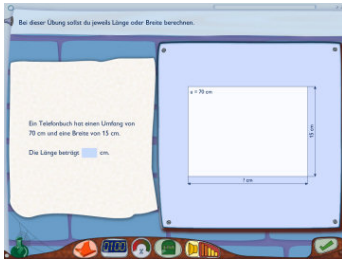 Bei dieser Übung sollst du jeweils Länge oder Breite berechnen.
Ein Telefonbuch hat einen Umfang von
70 cm und eine Breite von 15 cm.
Die Länge beträgt cm.
u = 70 cm
15 cm
? cm